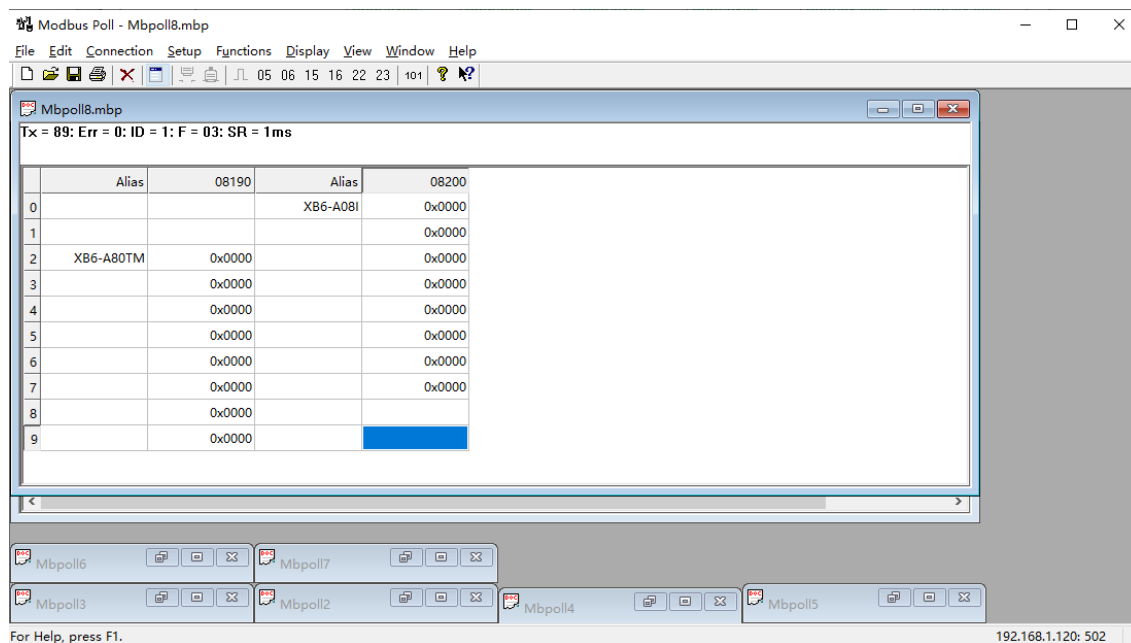 Modbus Poll - Mbpoll8.mbp
File Edit Connection Setup Functions Display View Window Help
05 06 15 16 22 23 101
Mbpoll8.mbp
Tx = 89: Err = 0: ID = 1: F = 03: SR = 1ms
Alias 08190 Alias 08200
0 XB6-A08I 0x0000
1 0x0000
2 XB6-A80TM 0x0000 0x0000
3 0x0000 0x0000
4 0x0000 0x0000
5 0x0000 0x0000
6 0x0000 0x0000
7 0x0000 0x0000
8 0x0000
9 0x0000
Mbpoll6 Mbpoll7
Mbpoll3 Mbpoll2 Mbpoll4 Mbpoll5
For Help, press F1. 192.168.1.120: 502